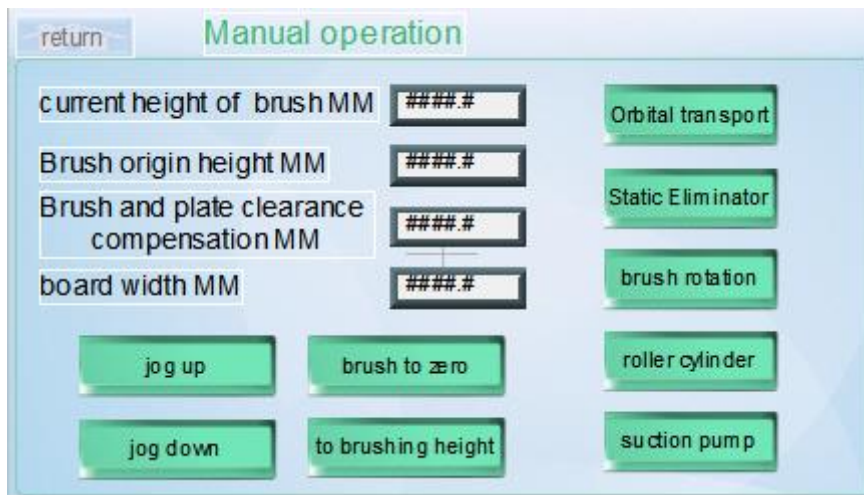 return
Manual operation
current height of brush MM ####.#
Orbital transport
Brush origin height MM ####.#
Static Eliminator
Brush and plate clearance
compensation MM ####.#
board width MM ####.#
brush rotation
jog up
brush to zero
roller cylinder
jog down
to brushing height
suction pump